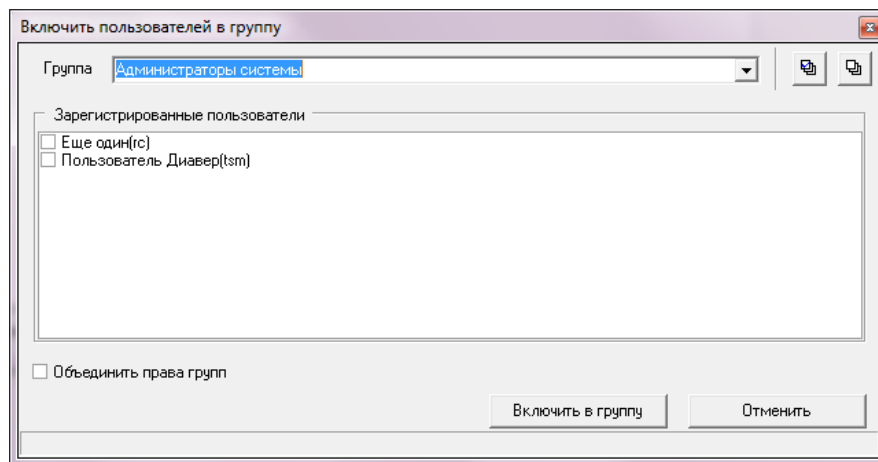 Включить пользователей в группу
Группа Администраторы системы
Зарегистрированные пользователи
Еще один(rc)
Пользователь Диавер(tsm)
Объединить права групп
Включить в группу Отменить